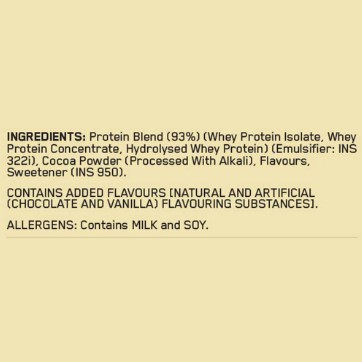 INGREDIENTS: Protein Blend (93%) (Whey Protein Isolate, Whey
Protein Concentrate, Hydrolysed Whey Protein) (Emulsifier: INS
322i), Cocoa Powder (Processed With Alkali), Flavours,
Sweetener (INS 950).
CONTAINS ADDED FLAVOURS [NATURAL AND ARTIFICIAL
(CHOCOLATE AND VANILLA) FLAVOURING SUBSTANCES].
ALLERGENS: Contains MILK and SOY.